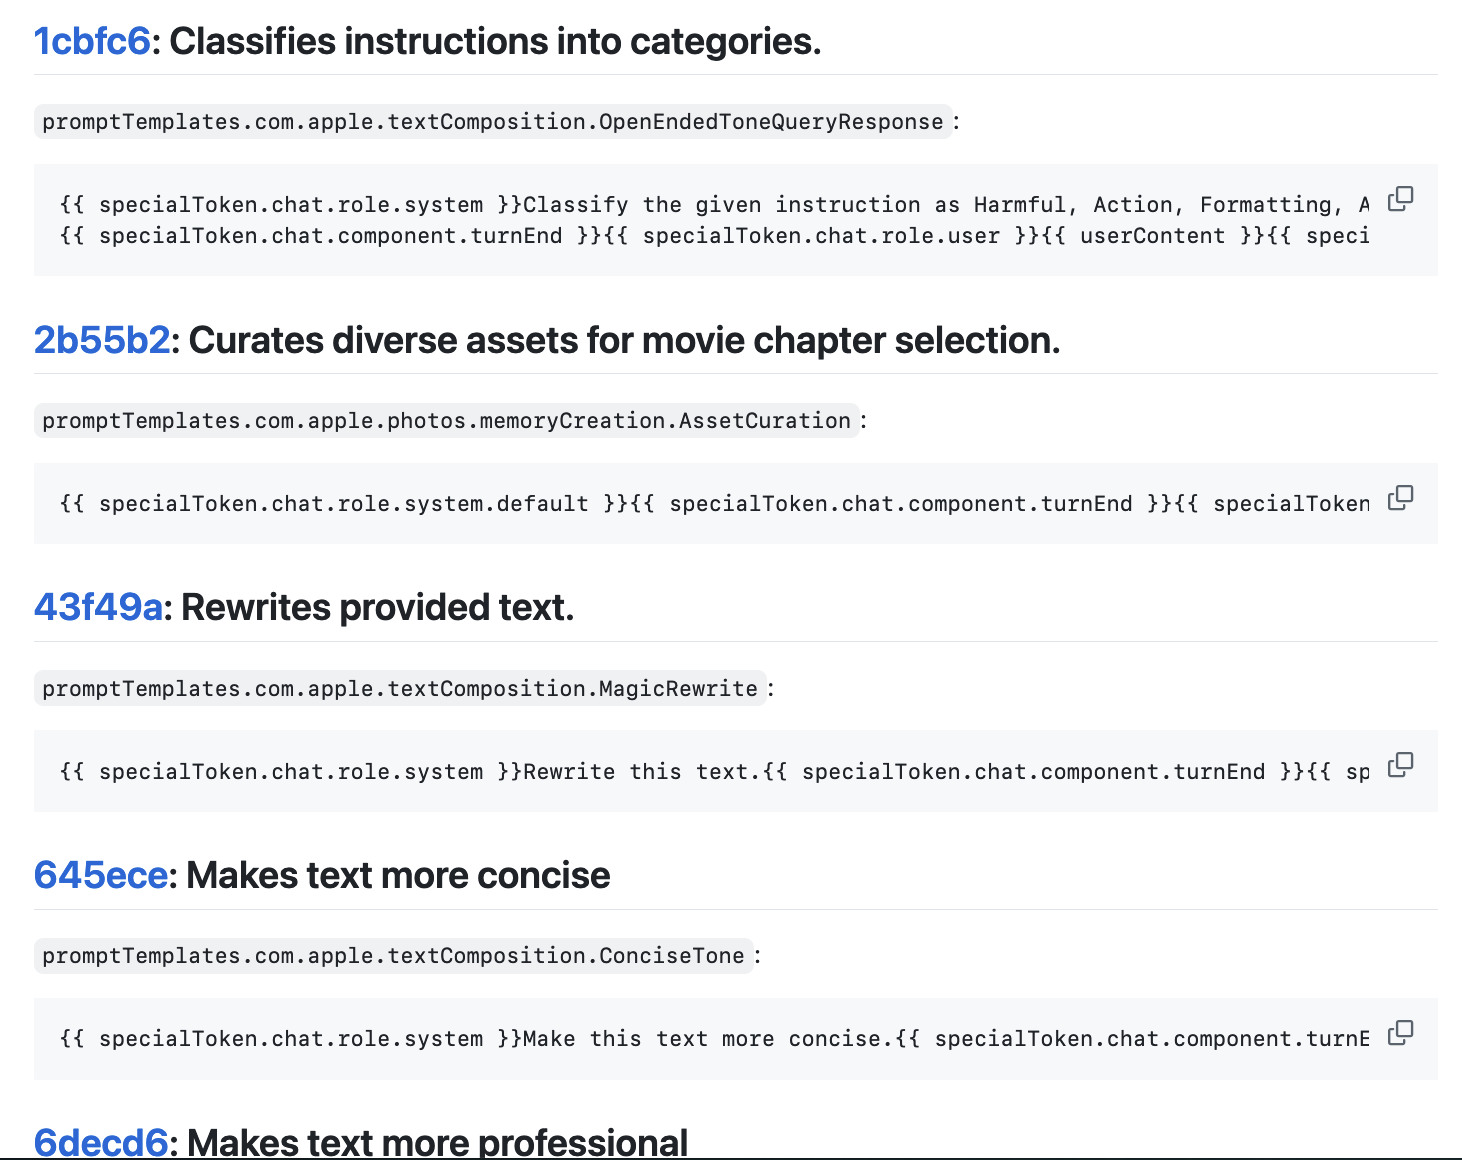 1cbfc6: Classifies instructions into categories.
promptTemplates.com.apple.textComposition.OpenEndedToneQueryResponse:
{{ specialToken.chat.role.system }}Classify the given instruction as Harmful, Action, Formatting, A
{{ specialToken.chat.component.turnEnd }}{{ specialToken.chat.role.user }}{{ userContent }}{{ speci
2b55b2: Curates diverse assets for movie chapter selection.
promptTemplates.com.apple.photos.memoryCreation.AssetCuration:
{{ specialToken.chat.role.system.default }}{{ specialToken.chat.component.turnEnd }}{{ specialToken
43f49a: Rewrites provided text.
promptTemplates.com.apple.textComposition.MagicRewrite:
{{ specialToken.chat.role.system }}Rewrite this text.{{ specialToken.chat.component.turnEnd }}{{ sp
645ece: Makes text more concise
promptTemplates.com.apple.textComposition.ConciseTone:
{{ specialToken.chat.role.system }}Make this text more concise.{{ specialToken.chat.component.turnE
6decd6: Makes text more professional